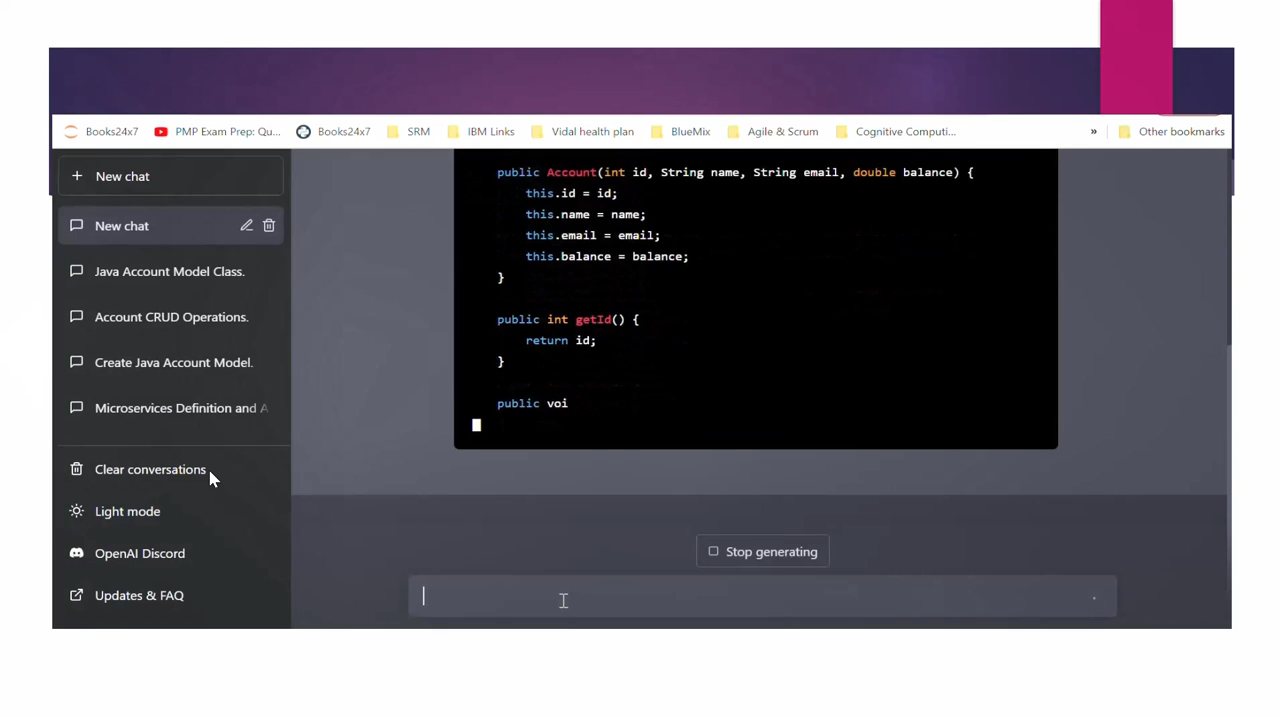 Books24x7 PMP Exam Prep: Qu... Books24x7 SRM IBM Links Vidal health plan BlueMix Agile & Scrum Cognitive Computi... » Other bookmarks
+ New chat
New chat
Java Account Model Class.
Account CRUD Operations.
Create Java Account Model.
Microservices Definition and A
Clear conversations
Light mode
OpenAI Discord
Updates & FAQ
public Account(int id, String name, String email, double balance) {
this.id = id;
this.name = name;
this.email = email;
this.balance = balance;
}
public int getId() {
return id;
}
public voi
Stop generating